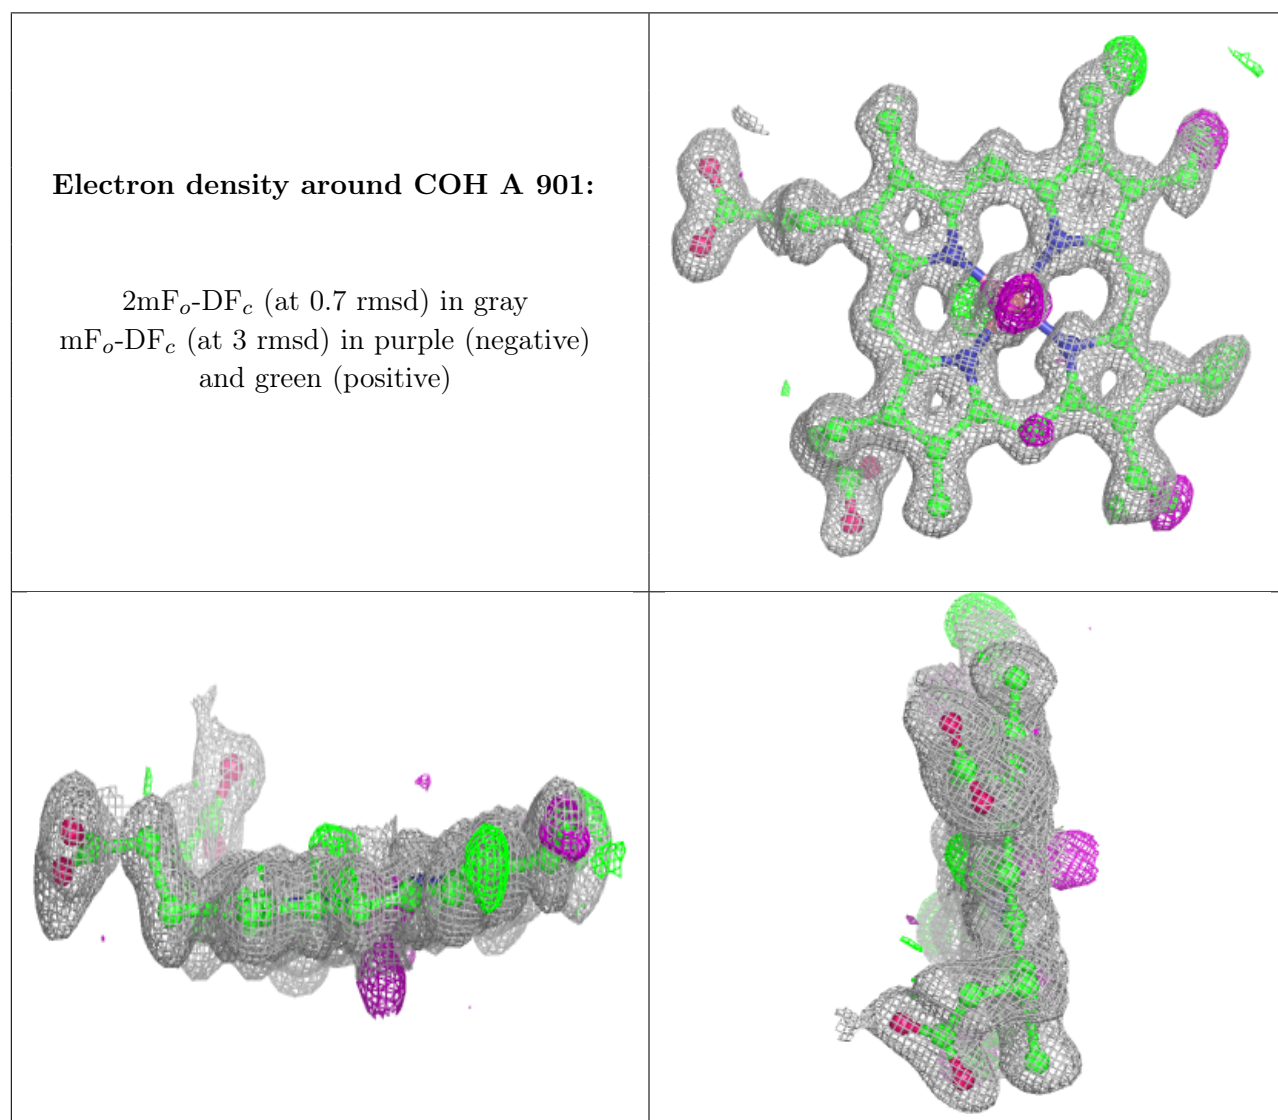 Electron density around COH A 901:
2mFo-DFc (at 0.7 rmsd) in gray
mFo-DFc (at 3 rmsd) in purple (negative)
and green (positive)